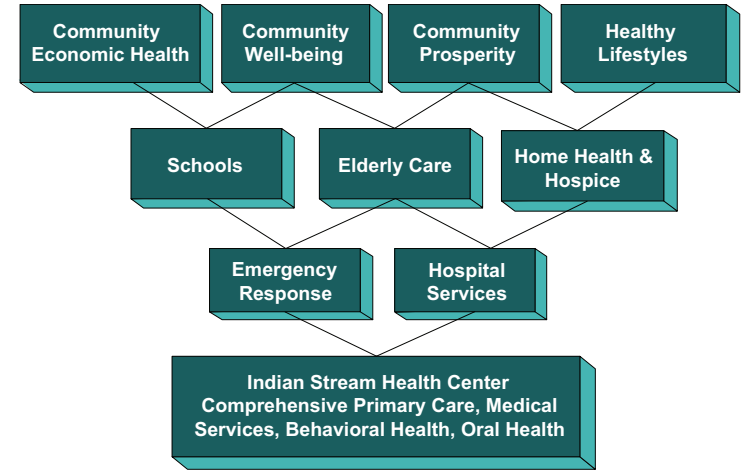 Community
Economic Health
Community
Well-being
Community
Prosperity
Healthy
Lifestyles
Schools
Elderly Care
Home Health &
Hospice
Emergency
Response
Hospital
Services
Indian Stream Health Center
Comprehensive Primary Care, Medical
Services, Behavioral Health, Oral Health